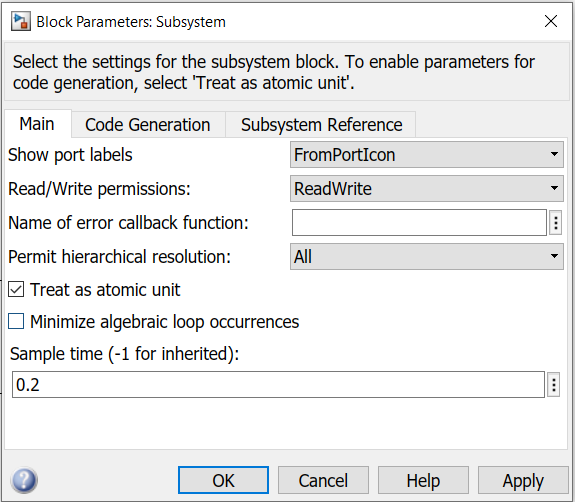 Block Parameters: Subsystem
Select the settings for the subsystem block. To enable parameters for
code generation, select 'Treat as atomic unit'.
Main Code Generation Subsystem Reference
Show port labels FromPortIcon
Read/Write permissions: ReadWrite
Name of error callback function:
Permit hierarchical resolution: All
Treat as atomic unit
Minimize algebraic loop occurrences
Sample time (-1 for inherited):
0.2
OK Cancel Help Apply